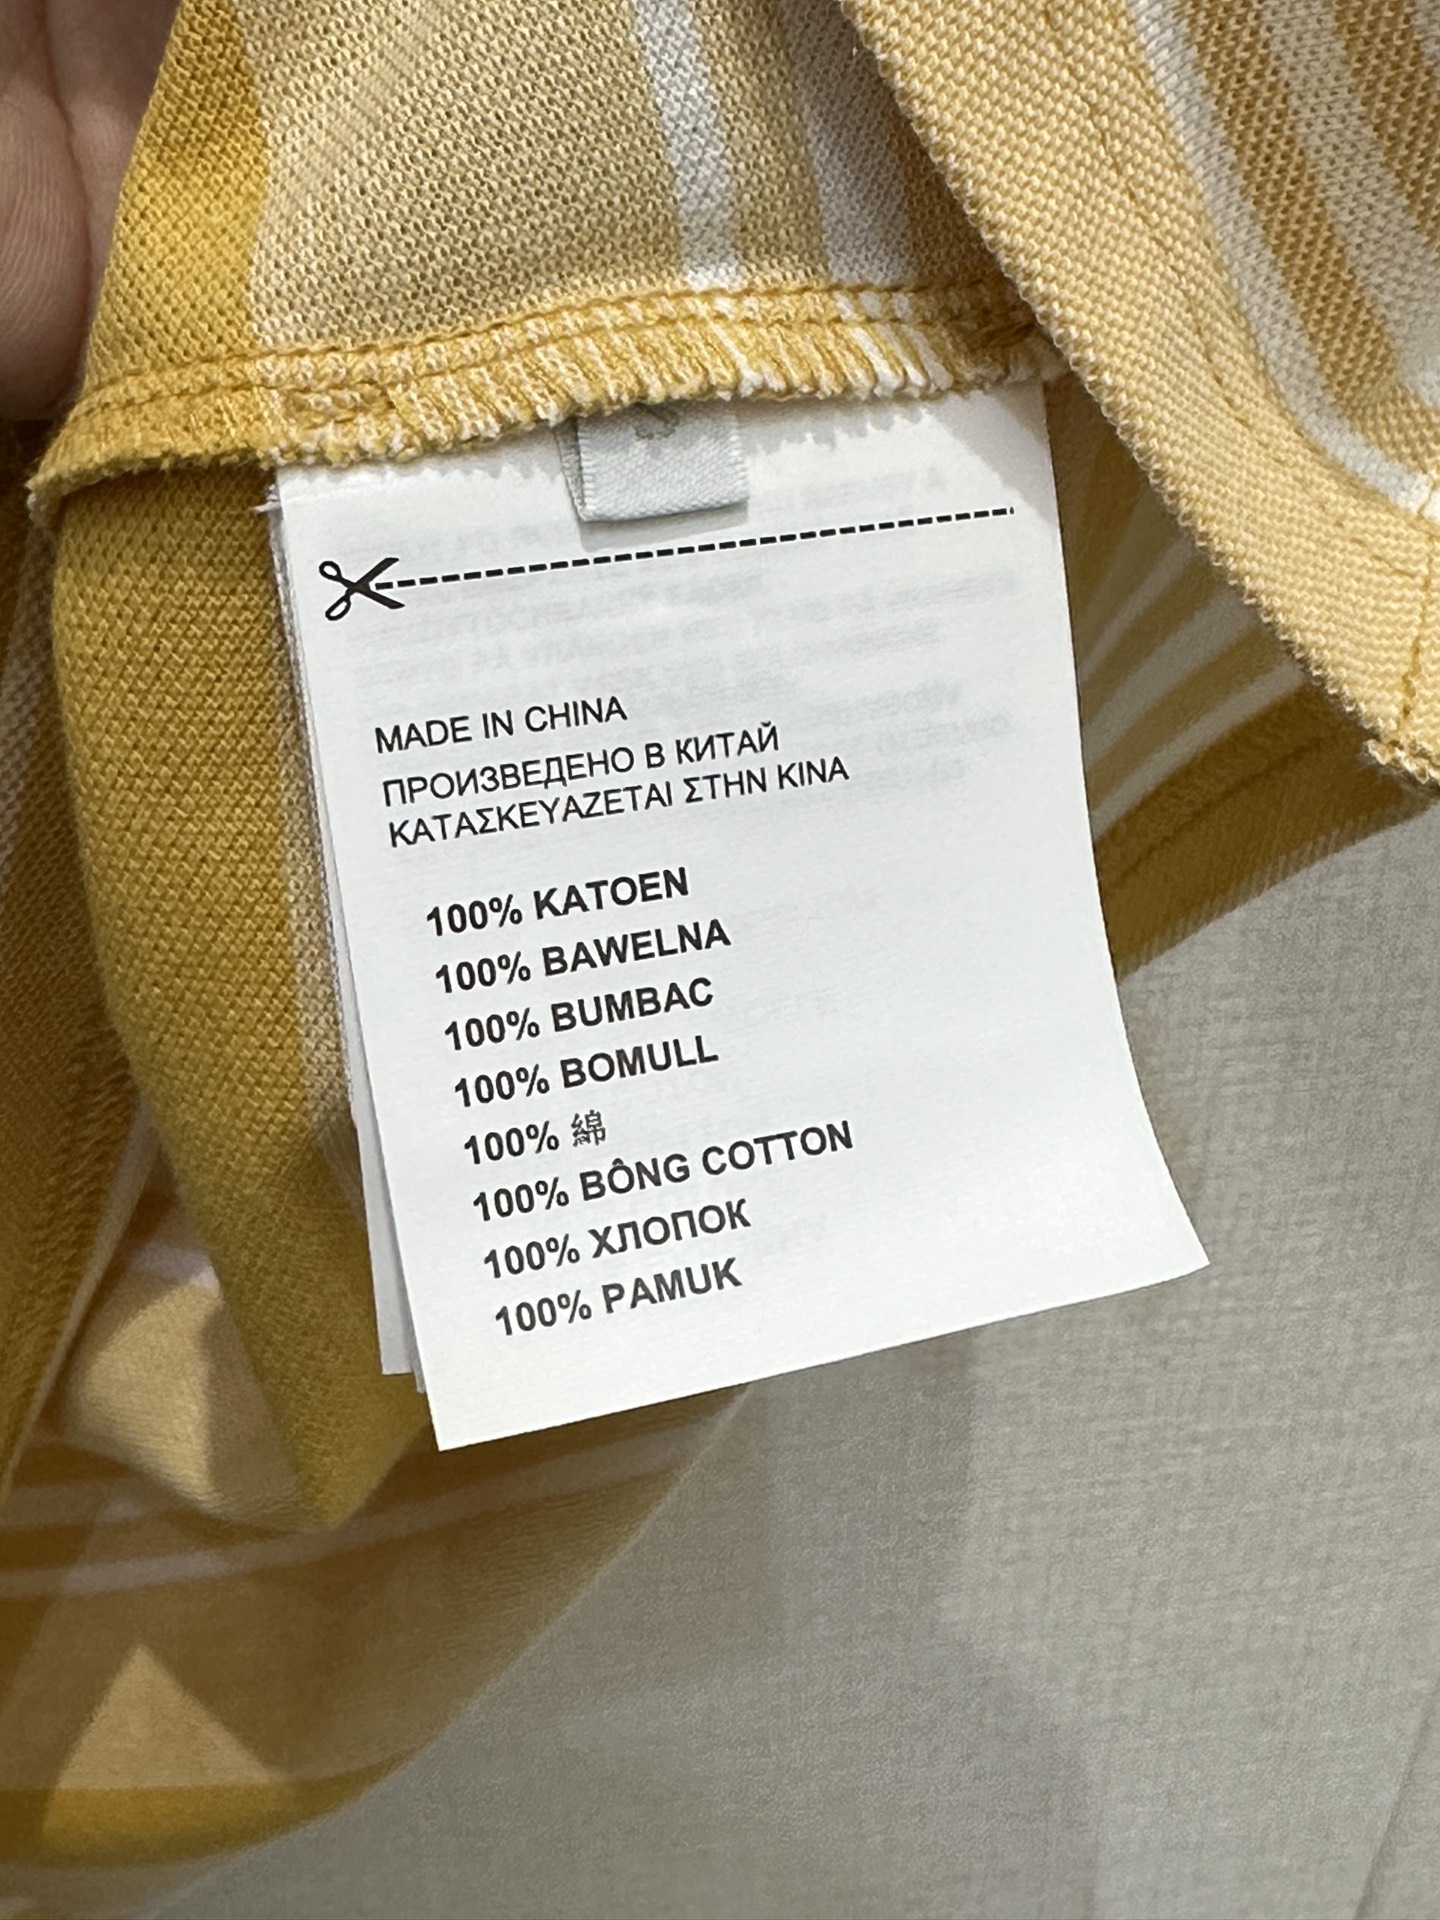 MADE IN CHINA
ПРОИЗВЕДЕНО В КИТАЙ
ΚΑΤΑΣΚΕΥΑΖΕΤΑΙ ΣΤΗΝ ΚΙΝΑ
100% KATOEN
100% BAWELNA
100% BUMBAC
100% BOMULL
100% 綿
100% BÔNG COTTON
100% ХЛОПОК
100% PAMUK